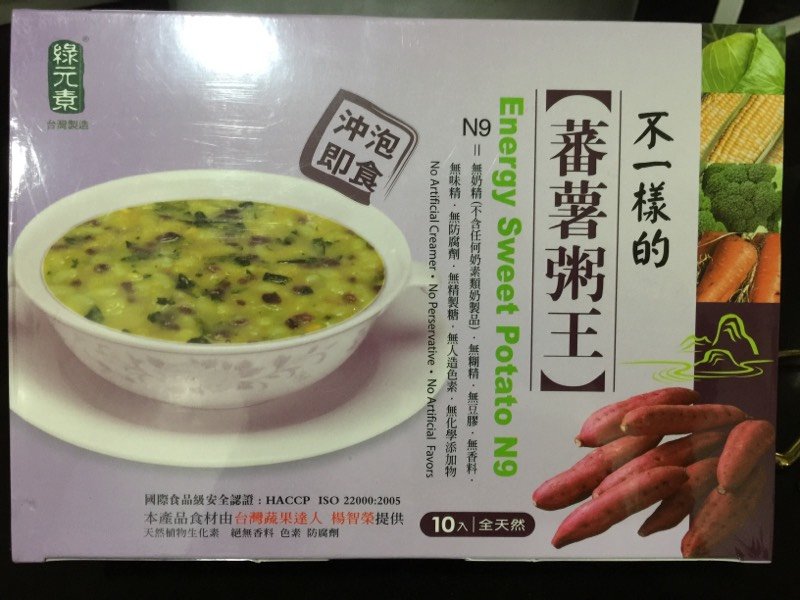 綠元素®
台灣製造
沖泡
即食
不一樣的
【蕃薯粥王】
Energy Sweet Potato N9
N9 = 無奶精(不含任何奶素類奶製品)．無糊精．無豆膠．無香料．
無味精．無防腐劑．無精製糖．無人造色素．無化學添加物
No Artificial Creamer・No Perservative・No Artificial Favors
國際食品級安全認證：HACCP ISO 22000:2005
本產品食材由台灣蔬果達人 楊智榮提供
天然植物生化素 絕無香料 色素 防腐劑
10入|全天然